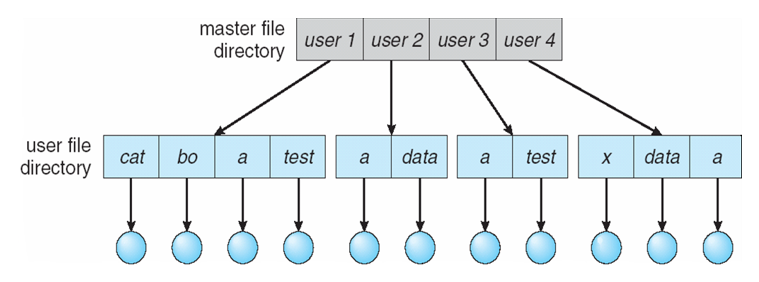 master file
directory
user 1 user 2 user 3 user 4
user file
directory
cat bo a test a data a test x data a